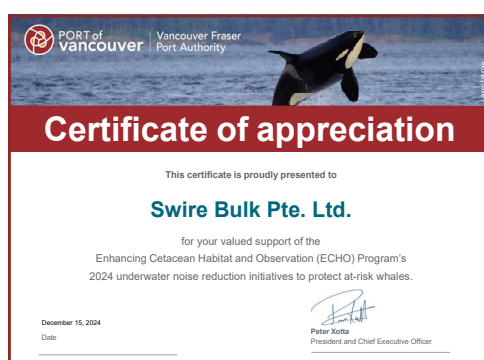 PORT of
vancouver
Vancouver Fraser
Port Authority
Certificate of appreciation
This certificate is proudly presented to
Swire Bulk Pte. Ltd.
for your valued support of the
Enhancing Cetacean Habitat and Observation (ECHO) Program's
2024 underwater noise reduction initiatives to protect at-risk whales.
December 15, 2024
Date
Peter Xotta
President and Chief Executive Officer